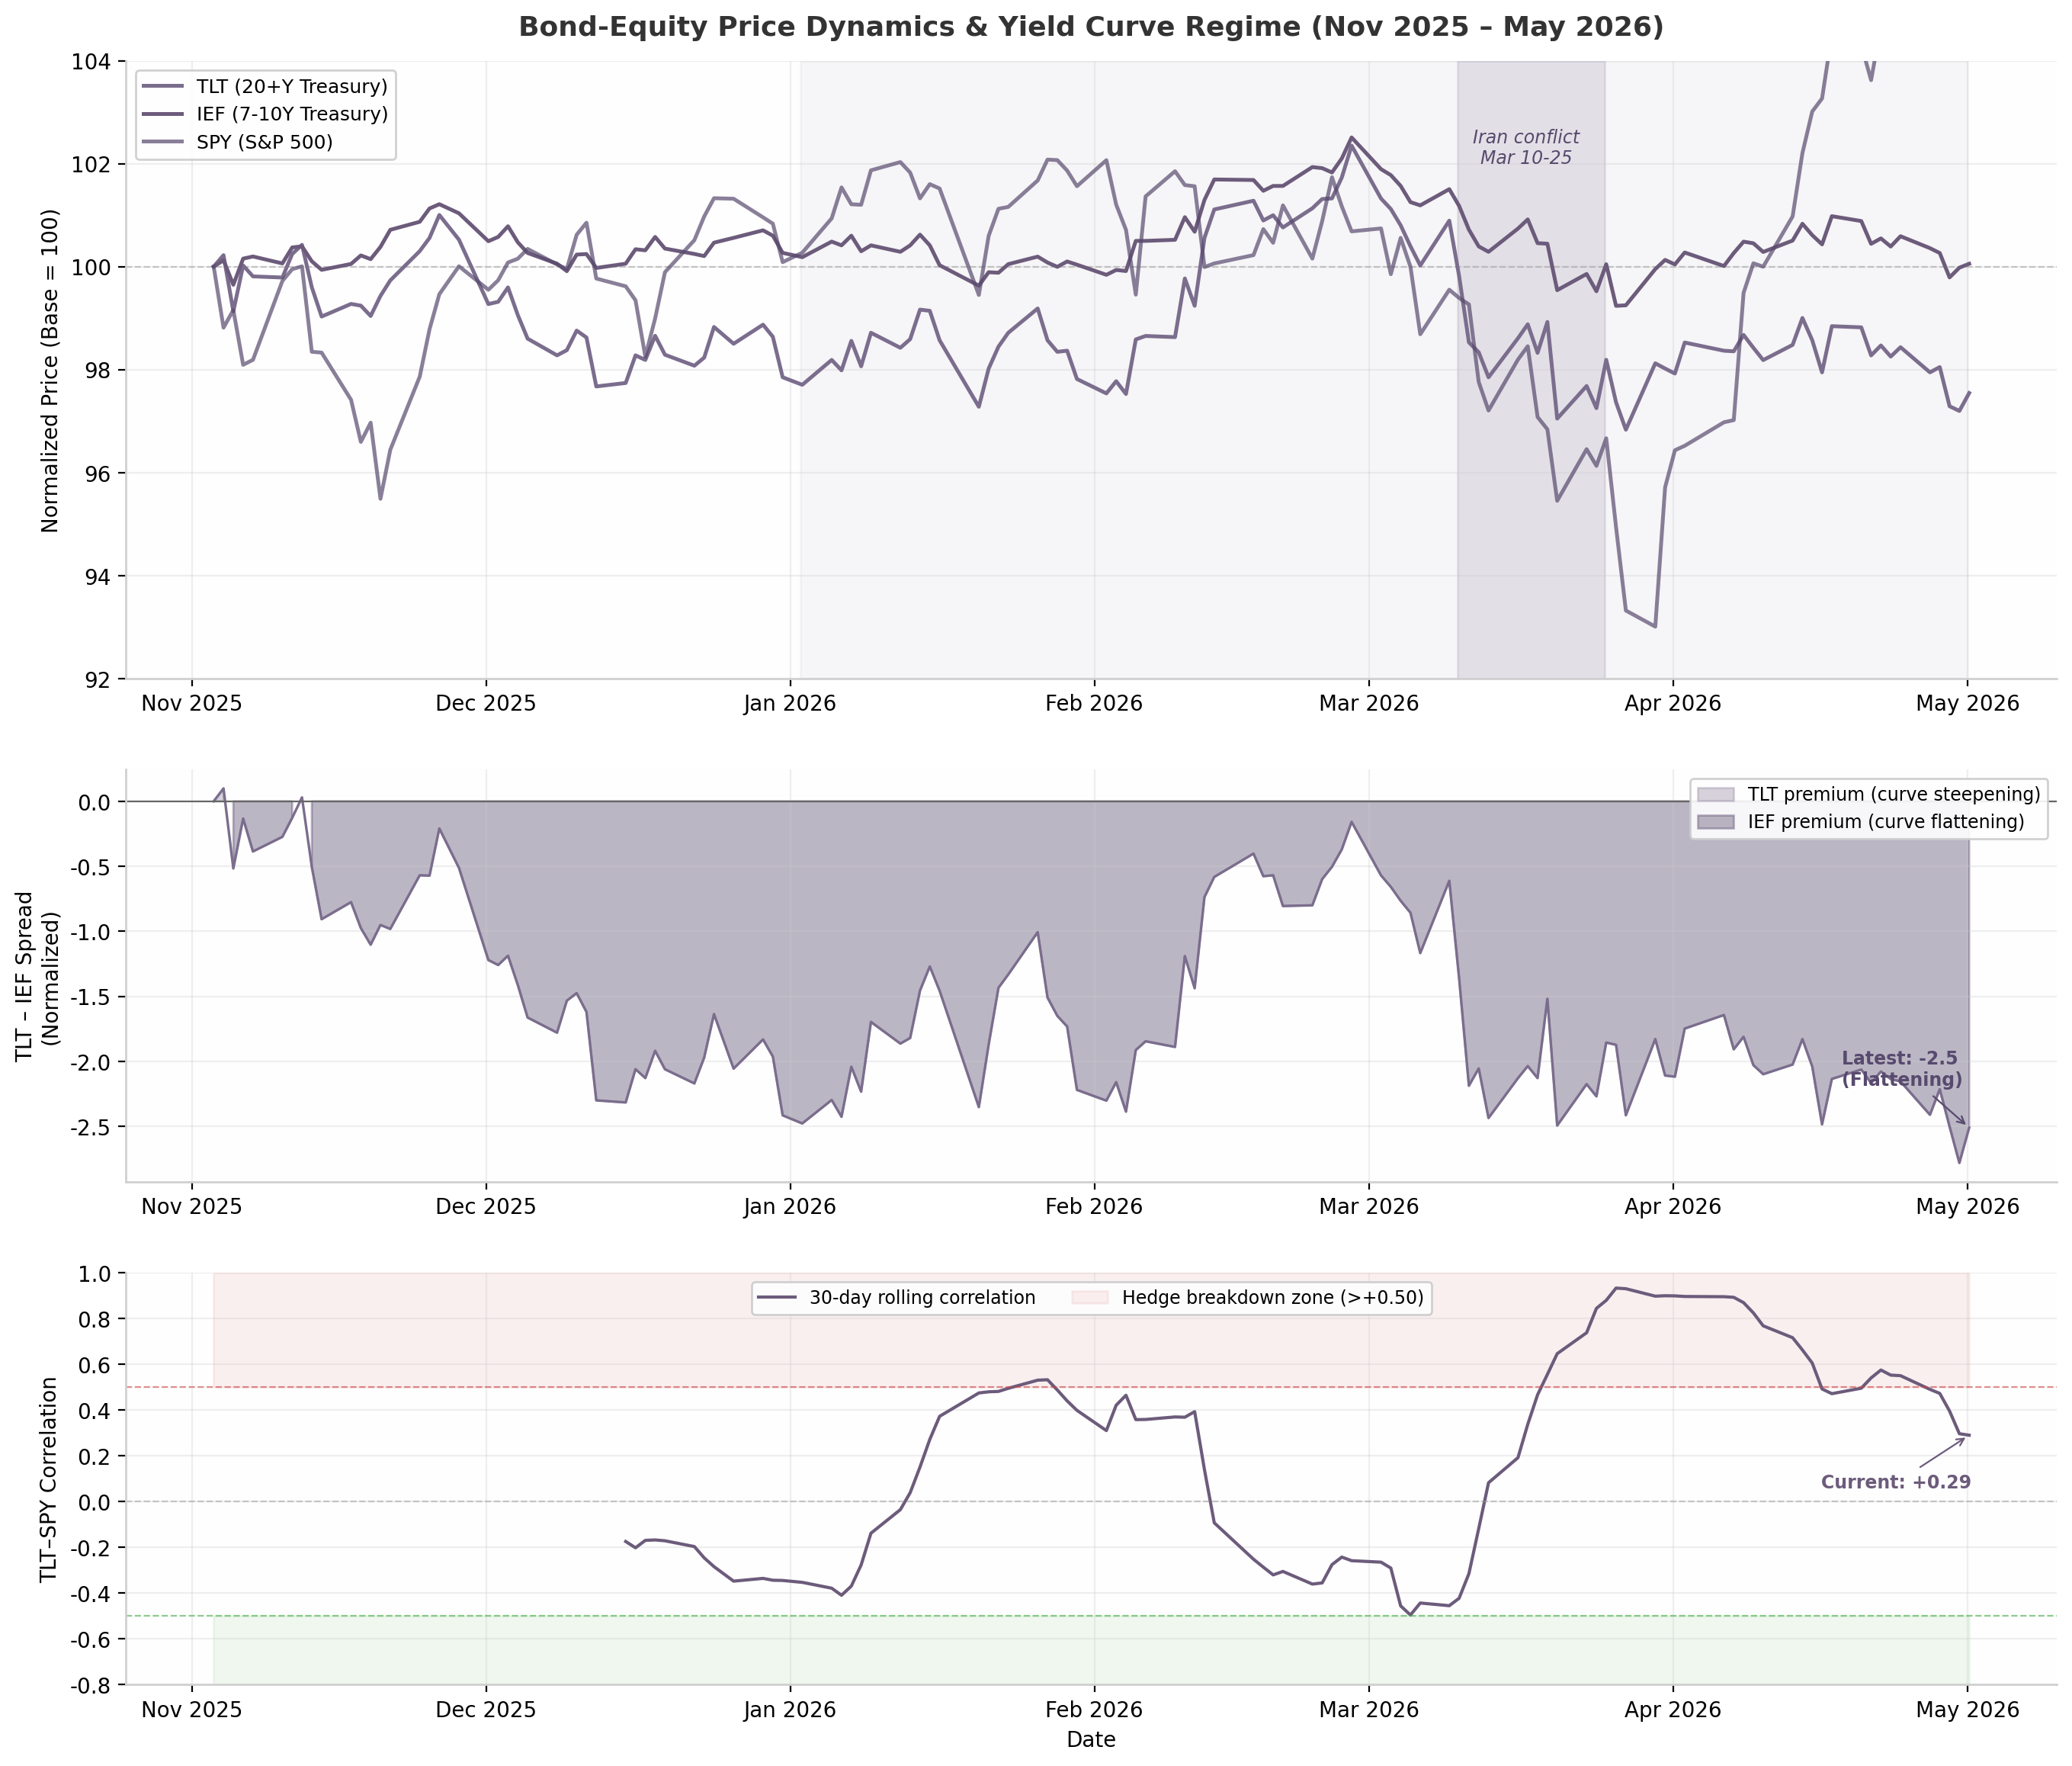 Bond-Equity Price Dynamics & Yield Curve Regime (Nov 2025 – May 2026)
Normalized Price (Base = 100)
104
102
100
98
96
94
92
TLT (20+Y Treasury)
IEF (7-10Y Treasury)
SPY (S&P 500)
Iran conflict
Mar 10-25
Nov 2025
Dec 2025
Jan 2026
Feb 2026
Mar 2026
Apr 2026
May 2026
TLT – IEF Spread
(Normalized)
0.0
-0.5
-1.0
-1.5
-2.0
-2.5
TLT premium (curve steepening)
IEF premium (curve flattening)
Latest: -2.5
(Flattening)
Nov 2025
Dec 2025
Jan 2026
Feb 2026
Mar 2026
Apr 2026
May 2026
TLT–SPY Correlation
1.0
0.8
0.6
0.4
0.2
0.0
-0.2
-0.4
-0.6
-0.8
30-day rolling correlation
Hedge breakdown zone (>+0.50)
Current: +0.29
Nov 2025
Dec 2025
Jan 2026
Feb 2026
Mar 2026
Apr 2026
May 2026
Date